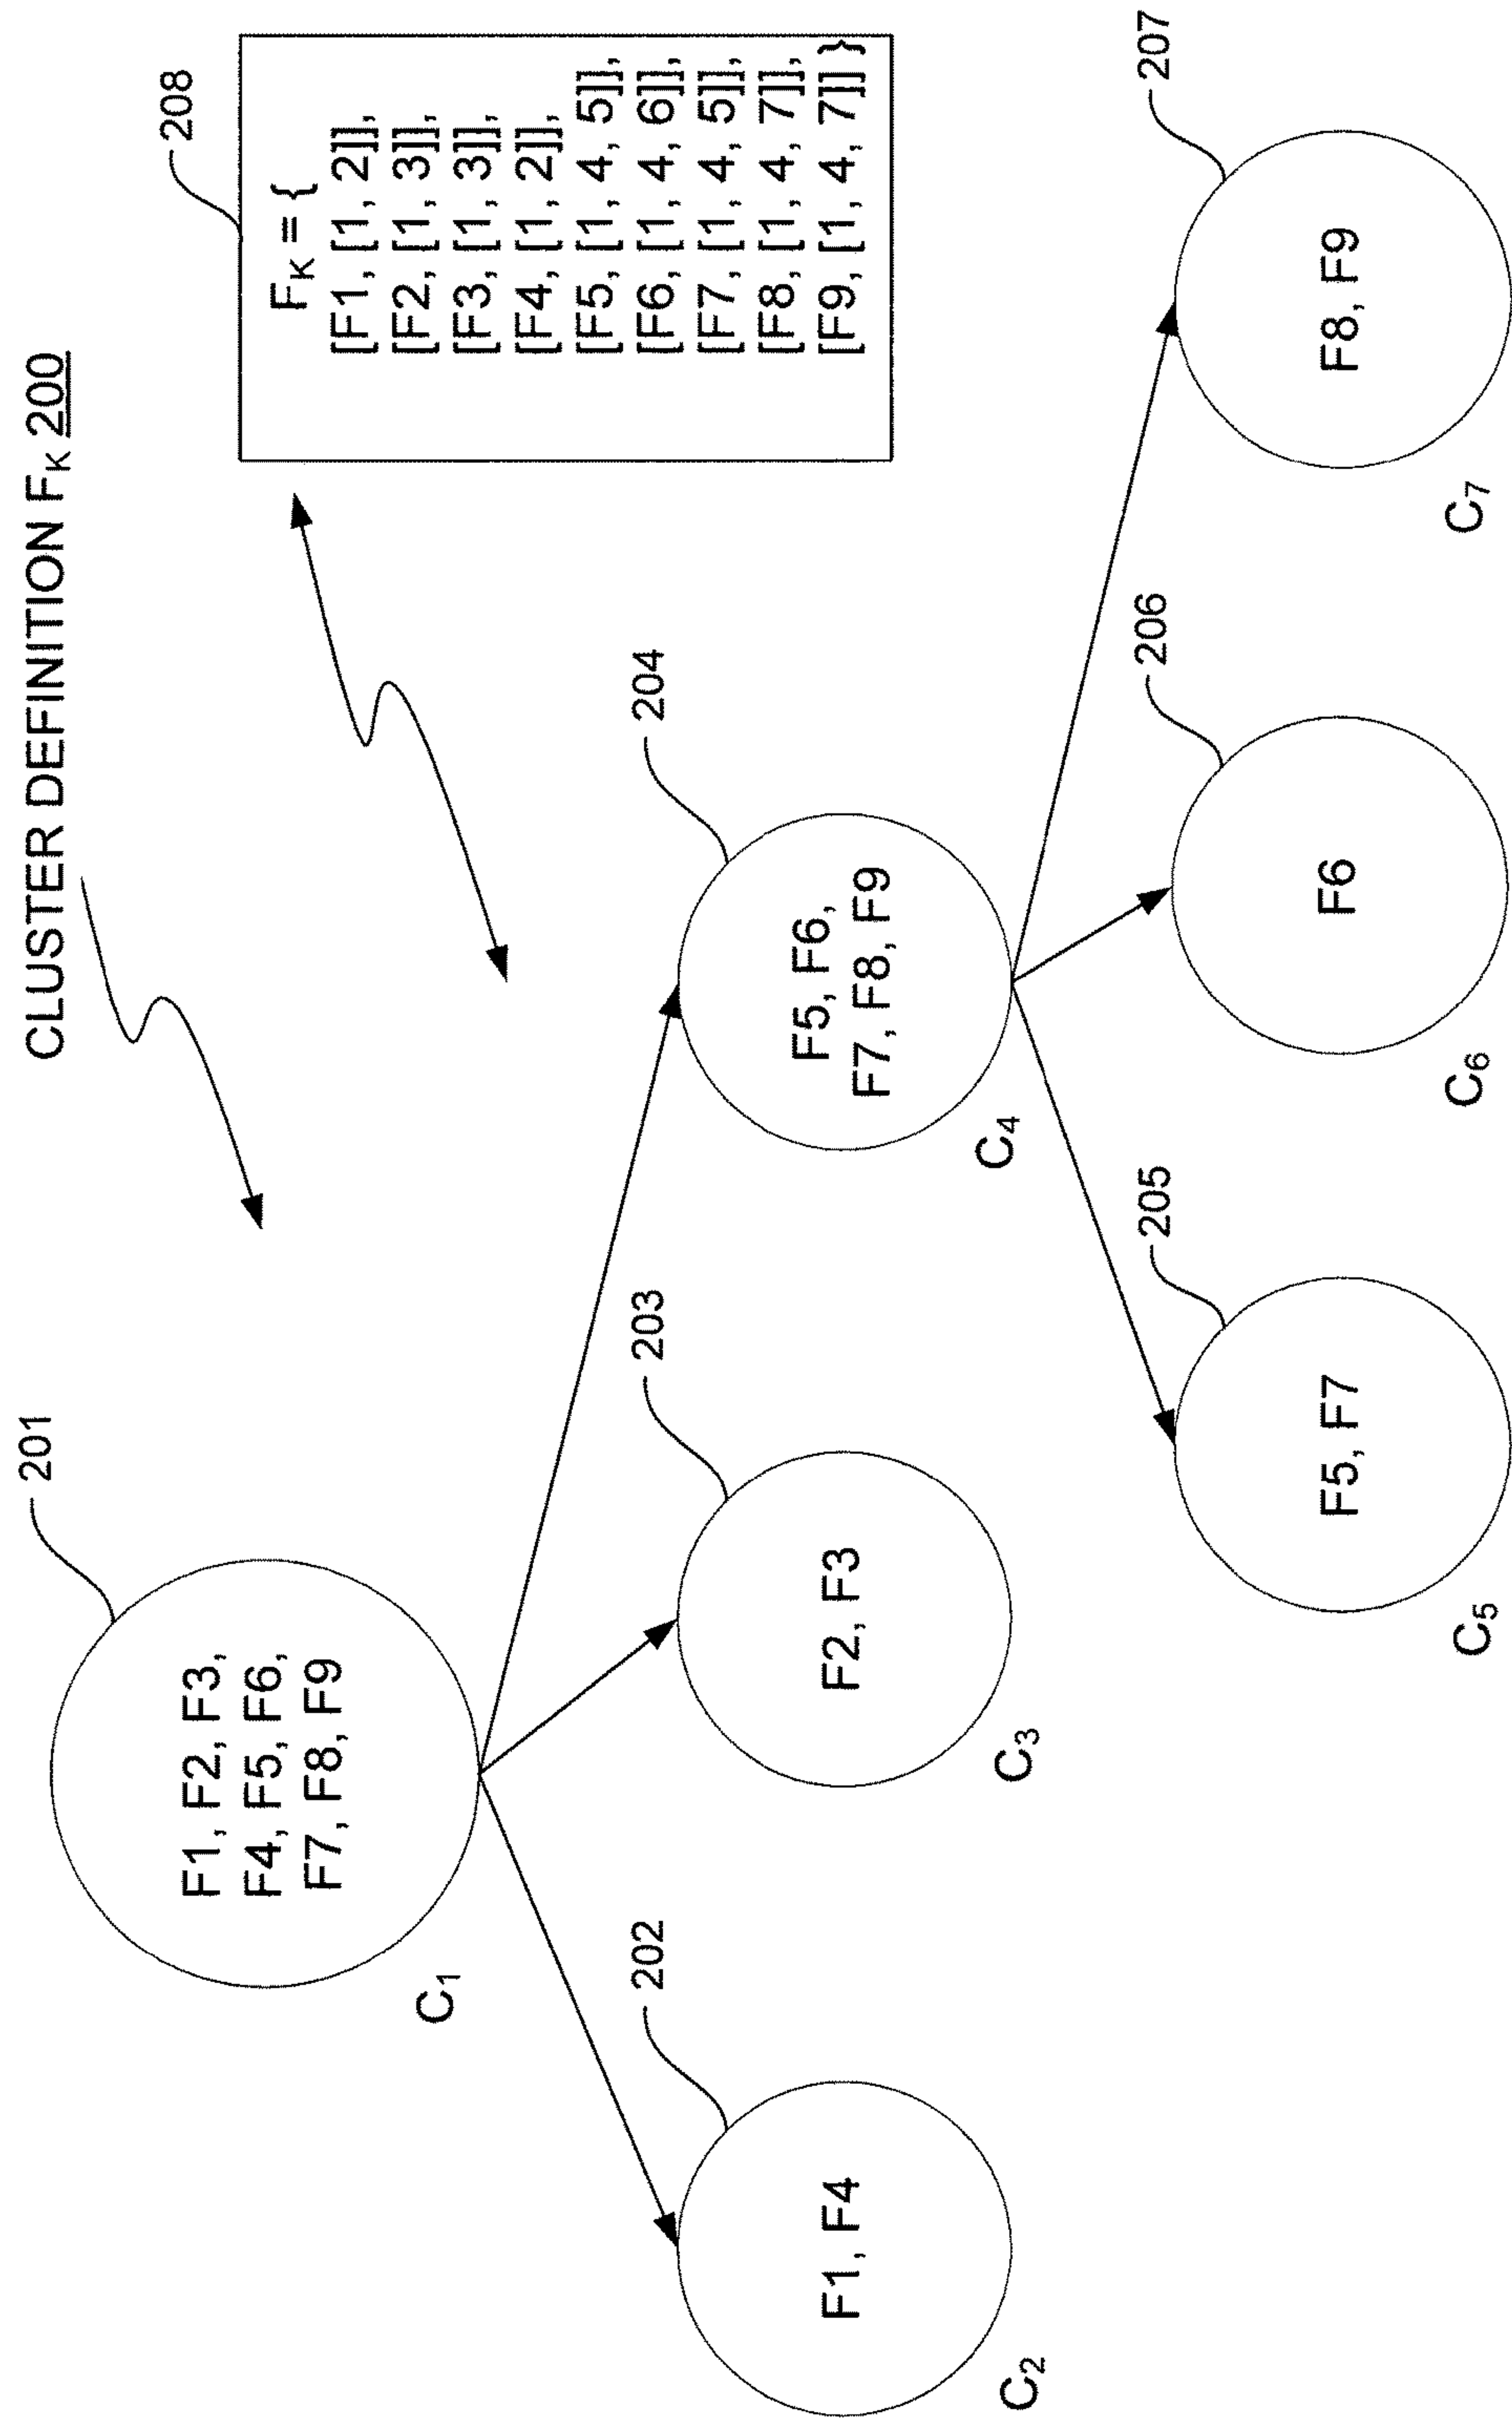 CLUSTER DEFINITION FK 200
201
F1, F2, F3,
F4, F5, F6,
F7, F8, F9
C1
208
FK = {
[F1, [1, 2]],
[F2, [1, 3]],
[F3, [1, 3]],
[F4, [1, 2]],
[F5, [1, 4, 5]],
[F6, [1, 4, 6]],
[F7, [1, 4, 5]],
[F8, [1, 4, 7]],
[F9, [1, 4, 7]] }
202
F1, F4
C2
203
F2, F3
C3
204
F5, F6,
F7, F8, F9
C4
205
F5, F7
C5
206
F6
C6
207
F8, F9
C7